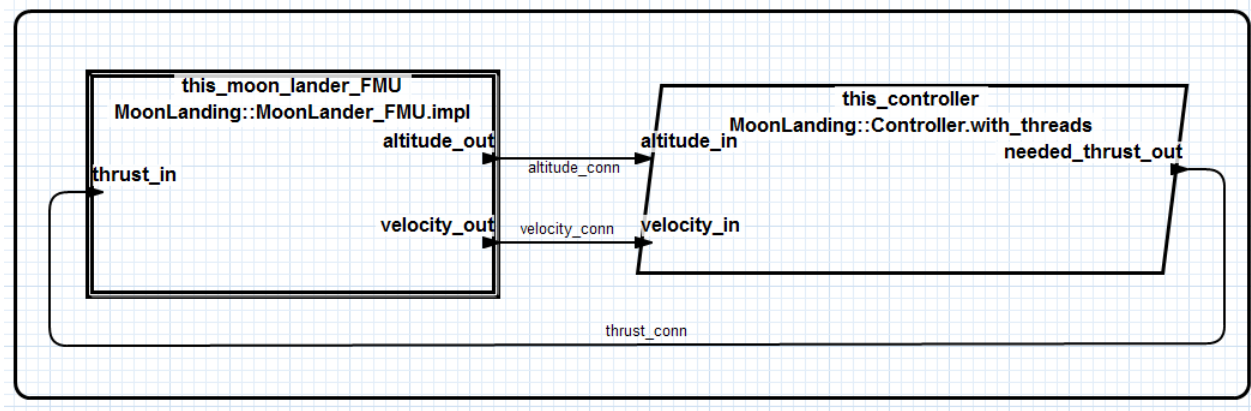 this_moon_lander_FMU
MoonLanding::MoonLander_FMU.impl
altitude_out
thrust_in
velocity_out
altitude_conn
velocity_conn
this_controller
MoonLanding::Controller.with_threads
altitude_in
needed_thrust_out
velocity_in
thrust_conn